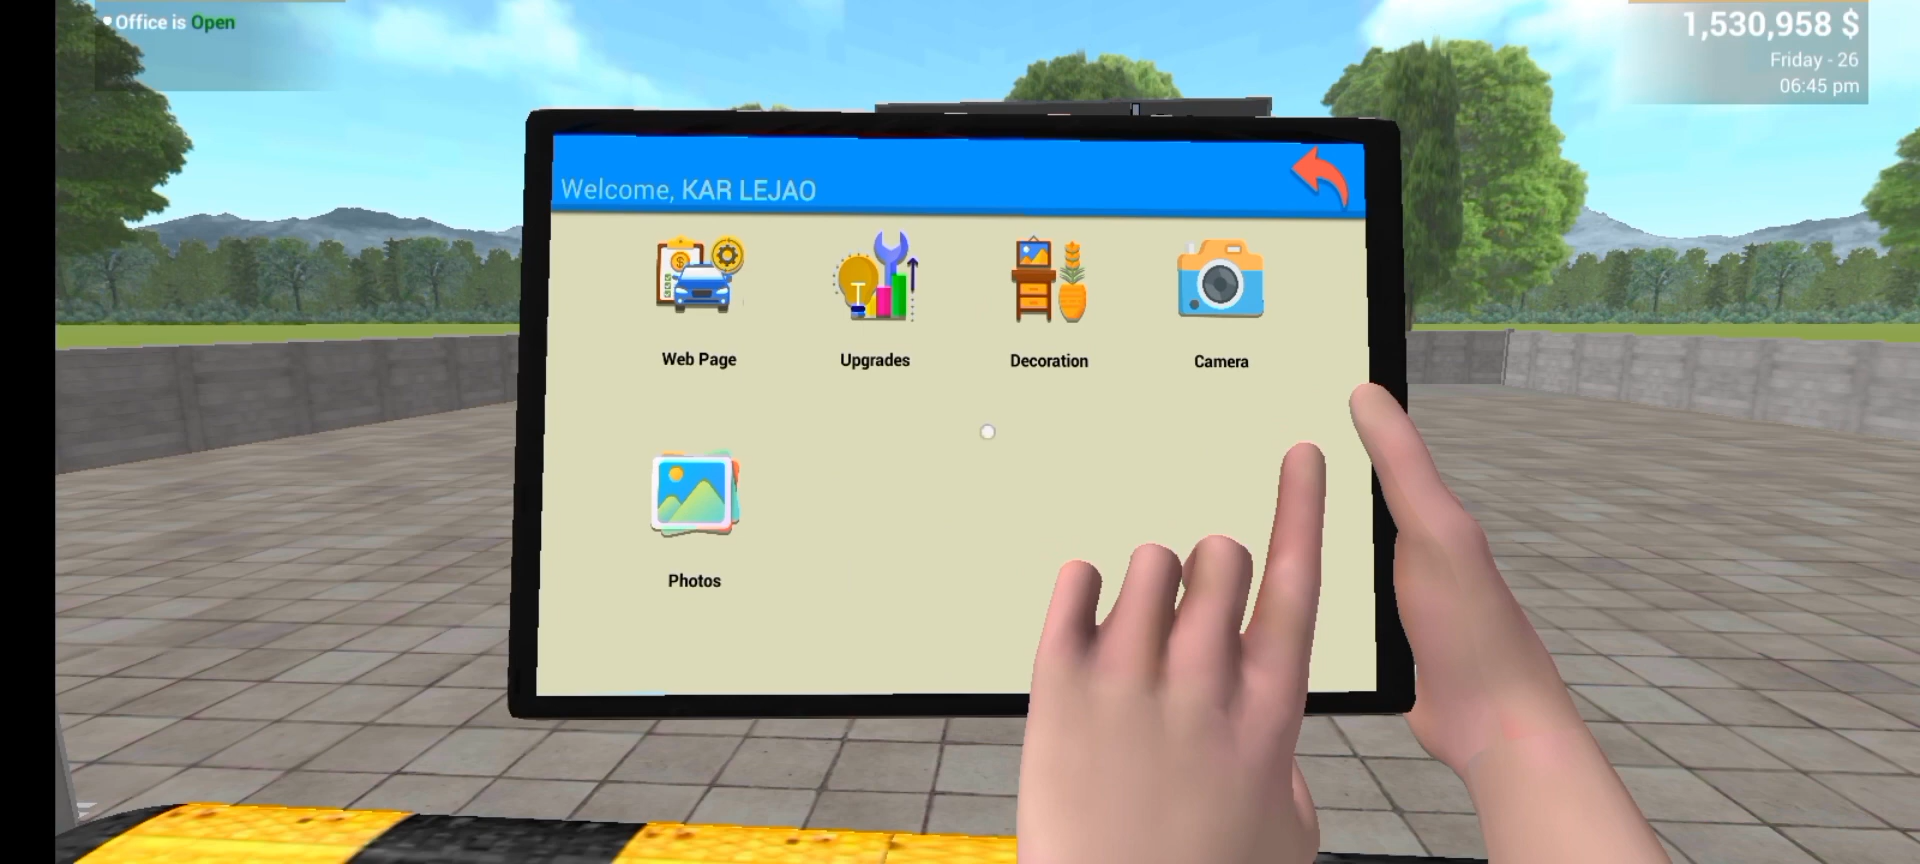 Office is Open
1,530,958 $
Friday - 26
06:45 pm
Welcome, KAR LEJAO
Web Page
Upgrades
Decoration
Camera
Photos